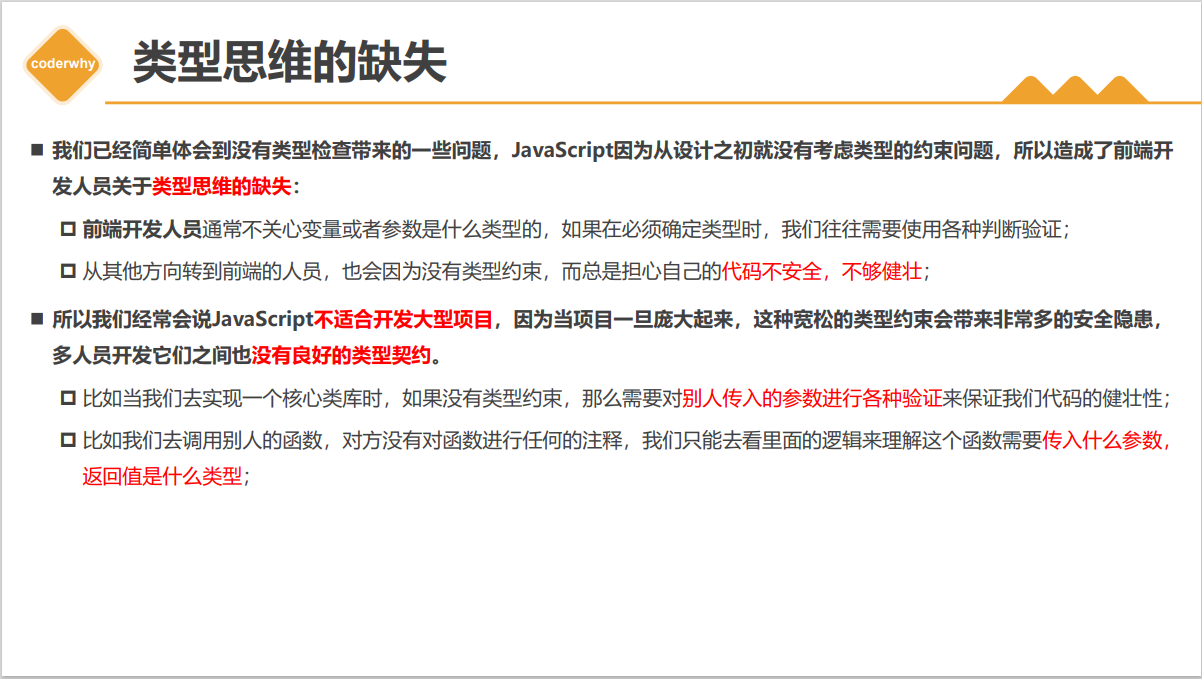 coderwhy
类型思维的缺失
我们已经简单体会到没有类型检查带来的一些问题，JavaScript因为从设计之初就没有考虑类型的约束问题，所以造成了前端开
发人员关于类型思维的缺失：
前端开发人员通常不关心变量或者参数是什么类型的，如果在必须确定类型时，我们往往需要使用各种判断验证；
从其他方向转到前端的人员，也会因为没有类型约束，而总是担心自己的代码不安全，不够健壮；
所以我们经常会说JavaScript不适合开发大型项目，因为当项目一旦庞大起来，这种宽松的类型约束会带来非常多的安全隐患，
多人员开发它们之间也没有良好的类型契约。
比如当我们去实现一个核心类库时，如果没有类型约束，那么需要对别人传入的参数进行各种验证来保证我们代码的健壮性；
比如我们去调用别人的函数，对方没有对函数进行任何的注释，我们只能去看里面的逻辑来理解这个函数需要传入什么参数，
返回值是什么类型；